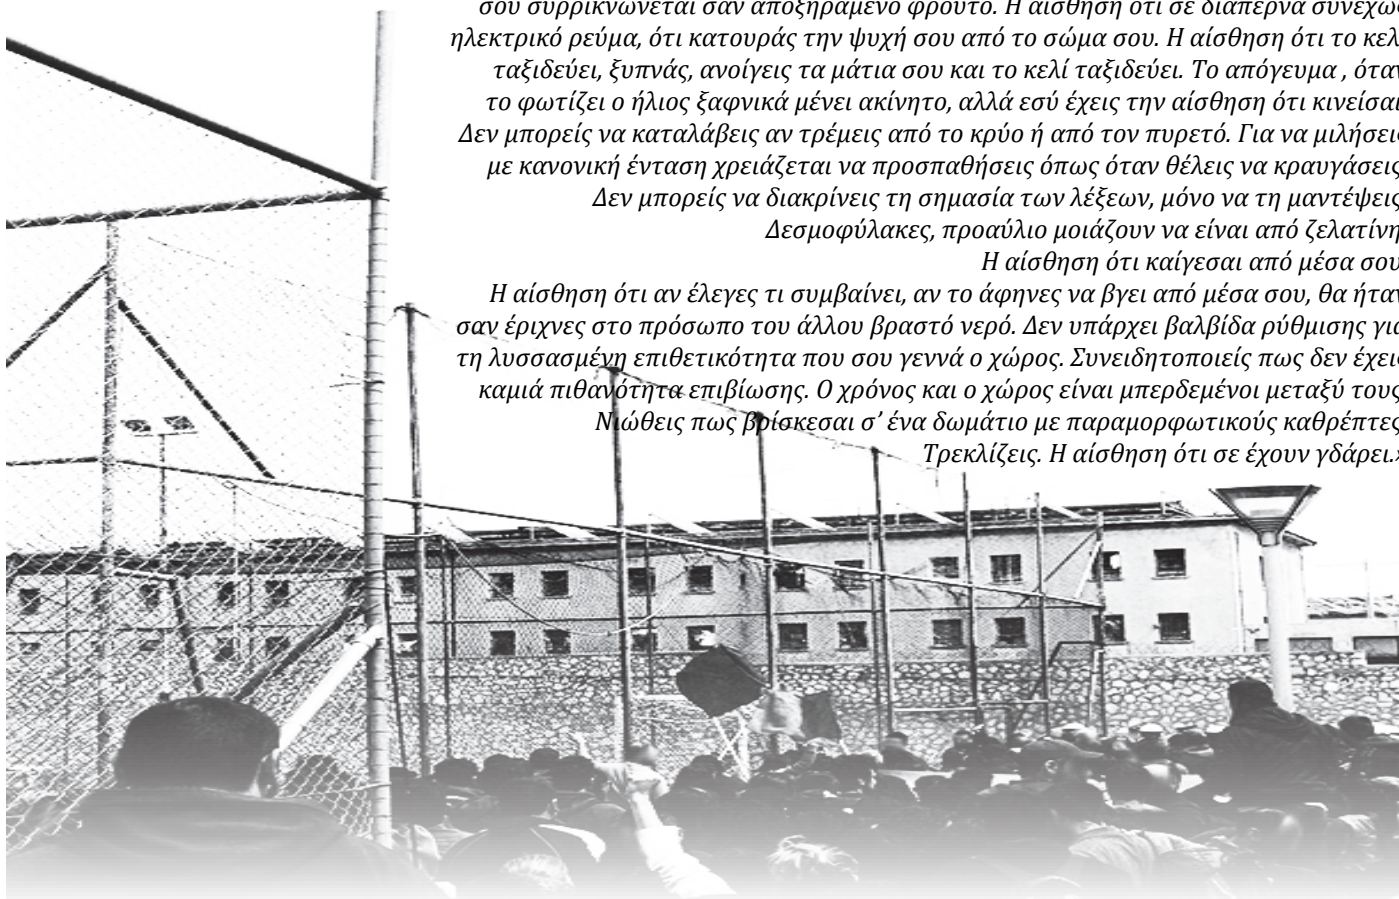 σου συρρικνώνεται σαν αποξηραμένο φρούτο. Η αίσθηση ότι σε διαπερνά συνεχώς
ηλεκτρικό ρεύμα, ότι κατουράς την ψυχή σου από το σώμα σου. Η αίσθηση ότι το κελ
ταξιδεύει, ξυπνάς, ανοίγεις τα μάτια σου και το κελί ταξιδεύει. Το απόγευμα , όταν
το φωτίζει ο ήλιος ξαφνικά μένει ακίνητο, αλλά εσύ έχεις την αίσθηση ότι κινείσαι
Δεν μπορείς να καταλάβεις αν τρέμεις από το κρύο ή από τον πυρετό. Για να μιλήσεις
με κανονική ένταση χρειάζεται να προσπαθήσεις όπως όταν θέλεις να κραυγάσεις
Δεν μπορείς να διακρίνεις τη σημασία των λέξεων, μόνο να τη μαντέψεις
Δεσμοφύλακες, προαύλιο μοιάζουν να είναι από ζελατίνη
Η αίσθηση ότι καίγεσαι από μέσα σου
Η αίσθηση ότι αν έλεγες τι συμβαίνει, αν το άφηνες να βγει από μέσα σου, θα ήταν
σαν έριχνες στο πρόσωπο του άλλου βραστό νερό. Δεν υπάρχει βαλβίδα ρύθμισης για
τη λυσσασμένη επιθετικότητα που σου γεννά ο χώρος. Συνειδητοποιείς πως δεν έχεις
καμιά πιθανότητα επιβίωσης. Ο χρόνος και ο χώρος είναι μπερδεμένοι μεταξύ τους
Νιώθεις πως βρίσκεσαι σ’ ένα δωμάτιο με παραμορφωτικούς καθρέπτες
Τρεκλίζεις. Η αίσθηση ότι σε έχουν γδάρει.»